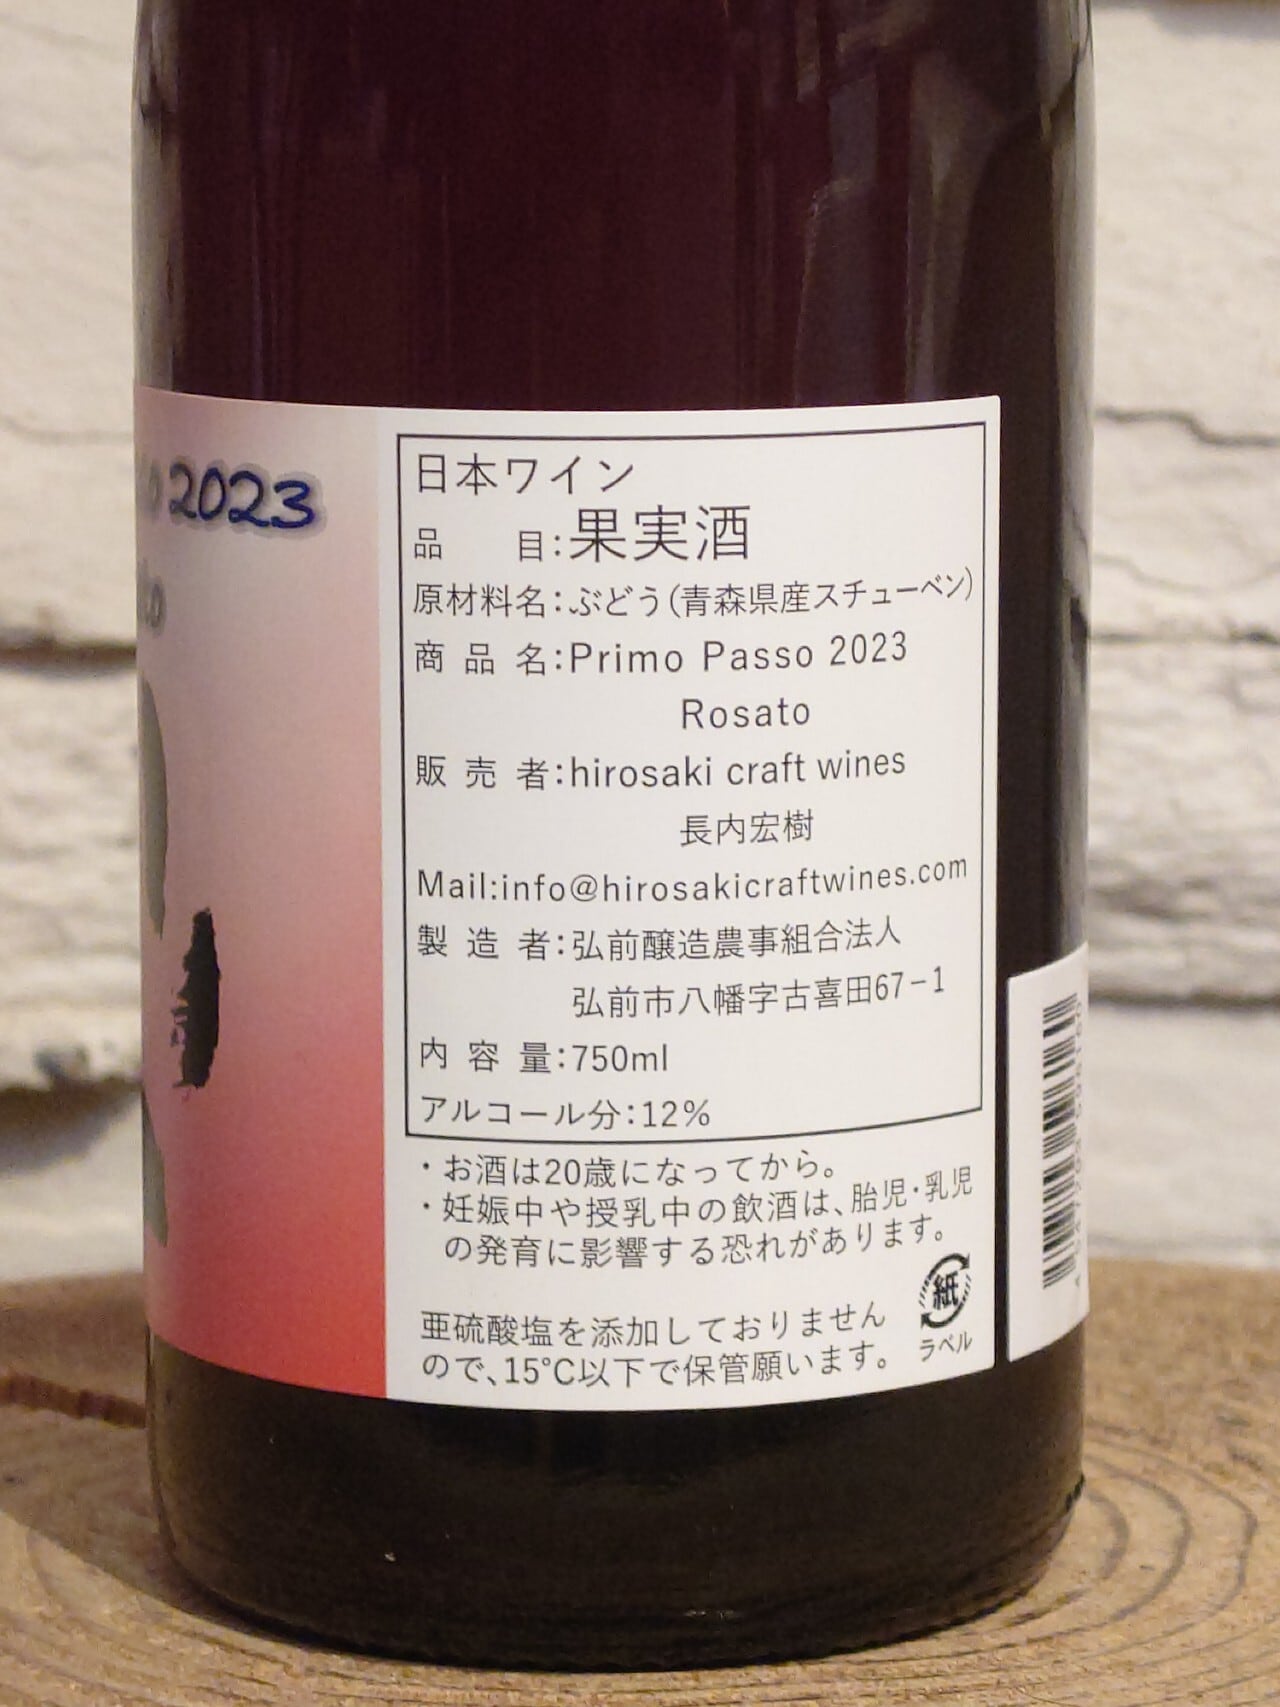 2023
日本ワイン
品目:果実酒
原材料名:ぶどう(青森県産スチューベン)
商品名:Primo Passo 2023
Rosato
販売者:hirosaki craft wines
長内宏樹
Mail:info@hirosakicraftwines.com
製造者:弘前醸造農事組合法人
弘前市八幡字古喜田67-1
内容量:750ml
アルコール分:12%
・お酒は20歳になってから。
・妊娠中や授乳中の飲酒は、胎児・乳児
の発育に影響する恐れがあります。
紙
ラベル
亜硫酸塩を添加しておりません
ので、15℃以下で保管願います。